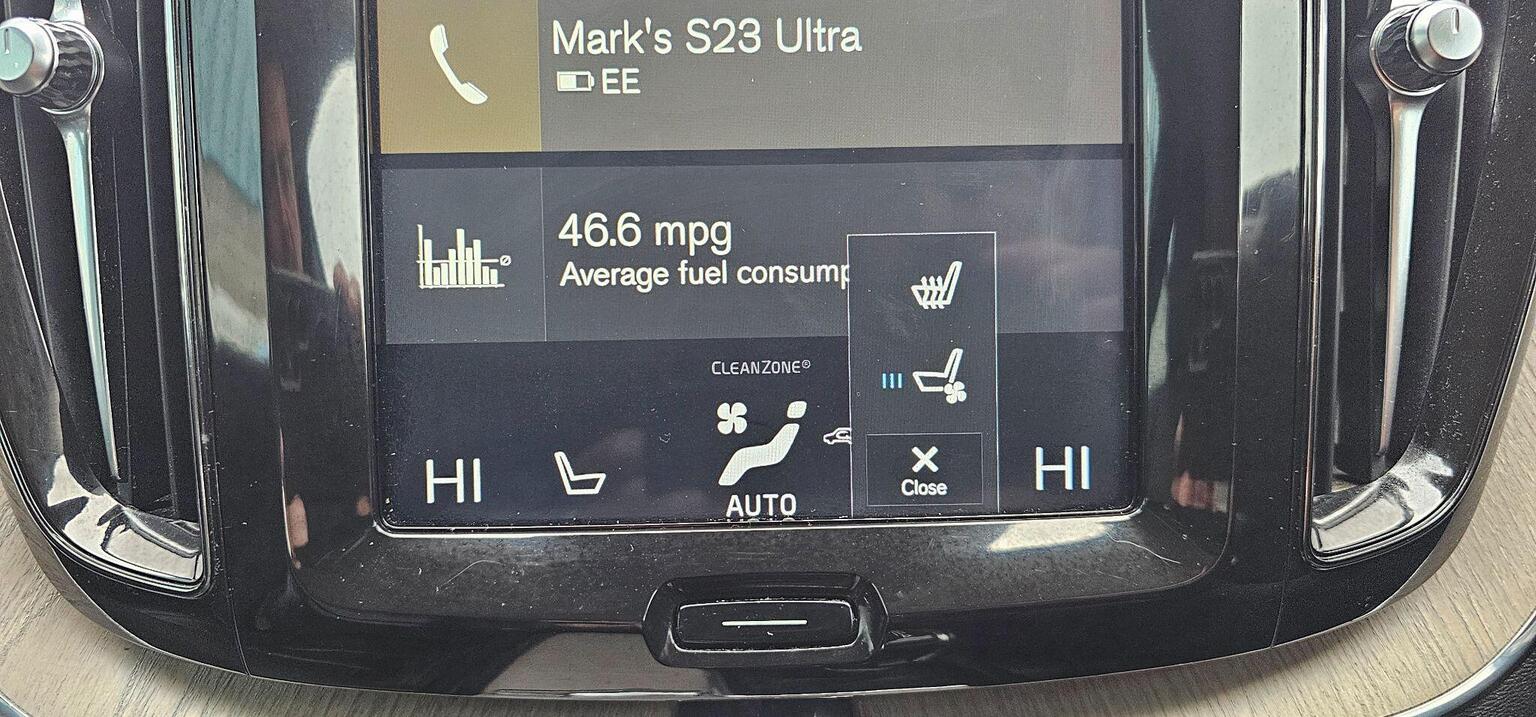 Mark's S23 Ultra
EE
46.6 mpg
Average fuel consump
CLEANZONE®
HI
AUTO
Close
HI